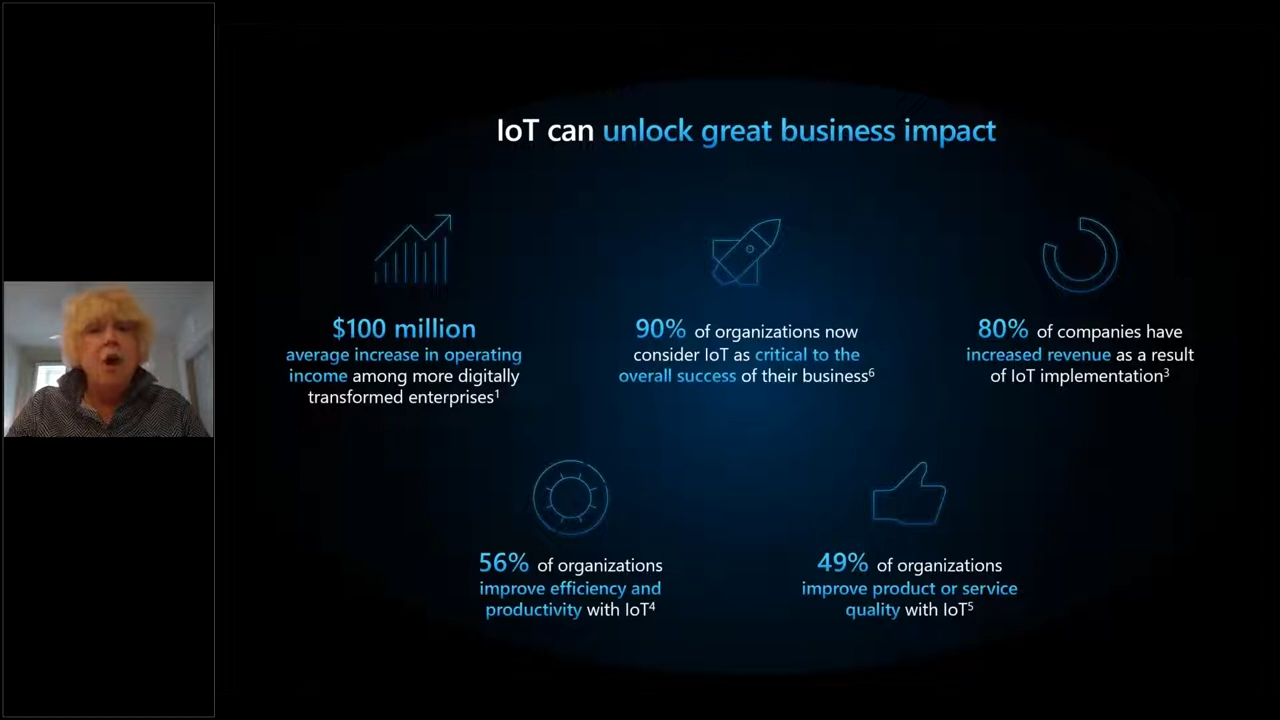 IoT can unlock great business impact
$100 million
average increase in operating
income among more digitally
transformed enterprises¹
90% of organizations now
consider IoT as critical to the
overall success of their business⁶
80% of companies have
increased revenue as a result
of IoT implementation³
56% of organizations
improve efficiency and
productivity with IoT⁴
49% of organizations
improve product or service
quality with IoT⁵